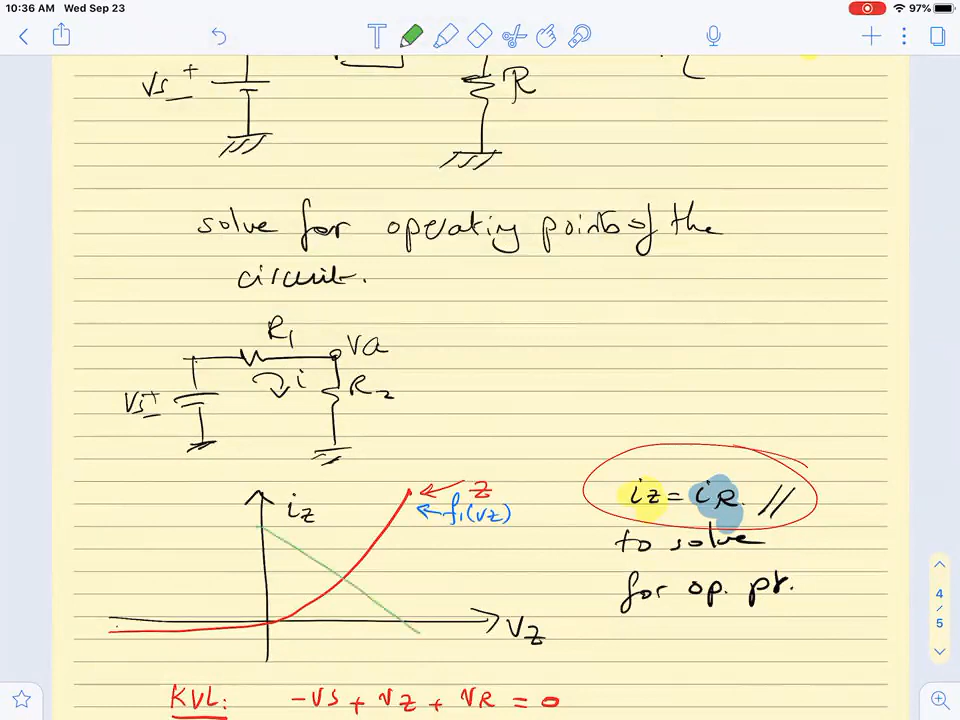 10:36 AM Wed Sep 23
97%
T
Vs +
R
solve for operating points of the
circuit.
R1
Va
i
R2
Vs +
iz
← z
← f1(vz)
iz = iR //
to solve
for op. pt.
Vz
4
/
5
KVL: -VS + VZ + VR = 0